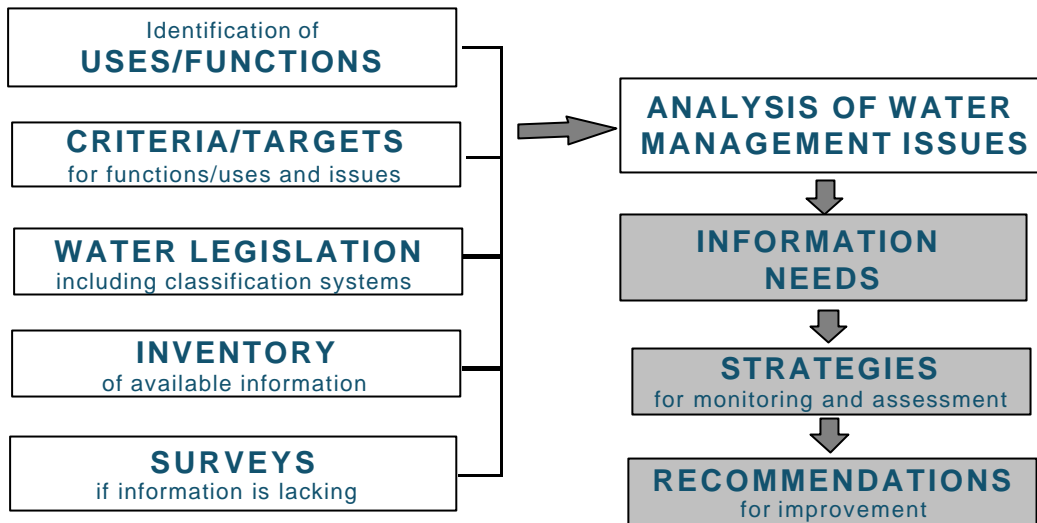 Identification of
USES/FUNCTIONS
CRITERIA/TARGETS
for functions/uses and issues
WATER LEGISLATION
including classification systems
INVENTORY
of available information
SURVEYS
if information is lacking
ANALYSIS OF WATER
MANAGEMENT ISSUES
INFORMATION
NEEDS
STRATEGIES
for monitoring and assessment
RECOMMENDATIONS
for improvement